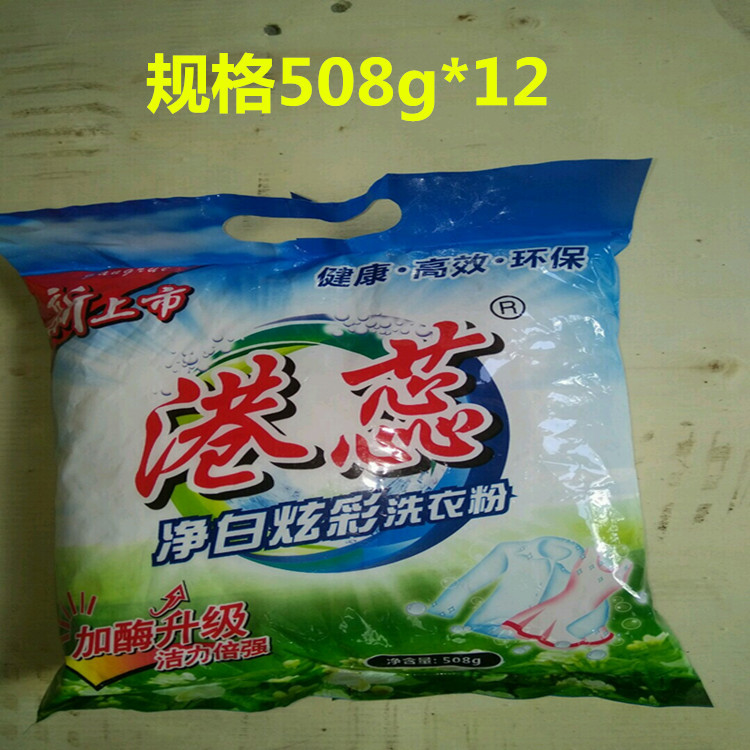 规格508g*12
健康·高效·环保
新上市
®
港蕊
净白炫彩洗衣粉
加酶升级
洁力倍强
净含量:508g